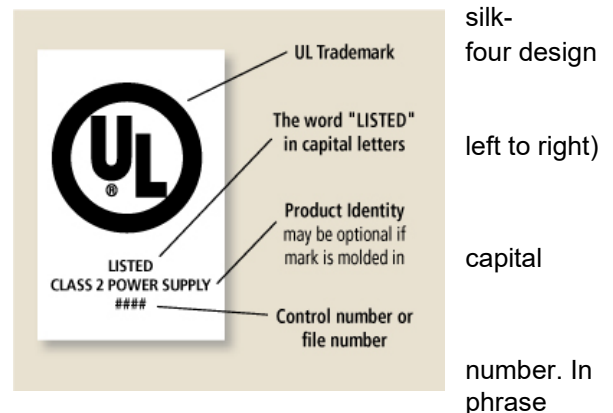 UL Trademark
The word "LISTED"
in capital letters
Product Identity
may be optional if
mark is molded in
Control number or
file number
UL
®
LISTED
CLASS 2 POWER SUPPLY
####
silk-
four design
left to right)
capital
number. In
phrase